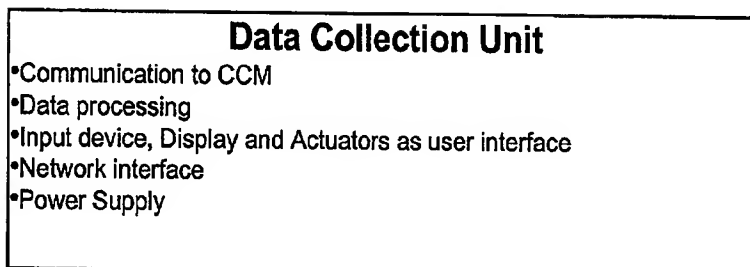 Data Collection Unit
•Communication to CCM
•Data processing
•Input device, Display and Actuators as user interface
•Network interface
•Power Supply